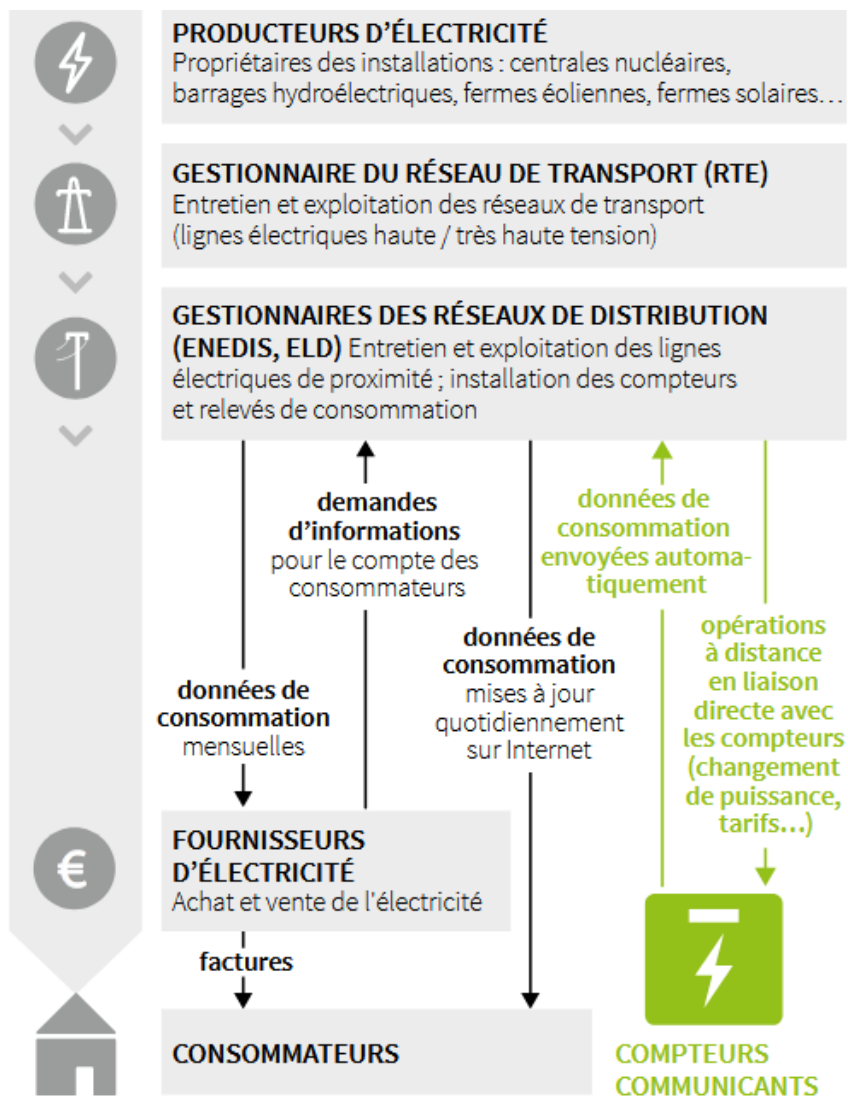 PRODUCTEURS D’ÉLECTRICITÉ
Propriétaires des installations : centrales nucléaires,
barrages hydroélectriques, fermes éoliennes, fermes solaires…
GESTIONNAIRE DU RÉSEAU DE TRANSPORT (RTE)
Entretien et exploitation des réseaux de transport
(lignes électriques haute / très haute tension)
GESTIONNAIRES DES RÉSEAUX DE DISTRIBUTION
(ENEDIS, ELD) Entretien et exploitation des lignes
électriques de proximité ; installation des compteurs
et relevés de consommation
demandes
d’informations
pour le compte des
consommateurs
données de
consommation
envoyées automa-
tiquement
données de
consommation
mensuelles
données de
consommation
mises à jour
quotidiennement
sur Internet
opérations
à distance
en liaison
directe avec
les compteurs
(changement
de puissance,
tarifs…)
€
FOURNISSEURS
D’ÉLECTRICITÉ
Achat et vente de l'électricité
factures
CONSOMMATEURS
COMPTEURS
COMMUNICANTS